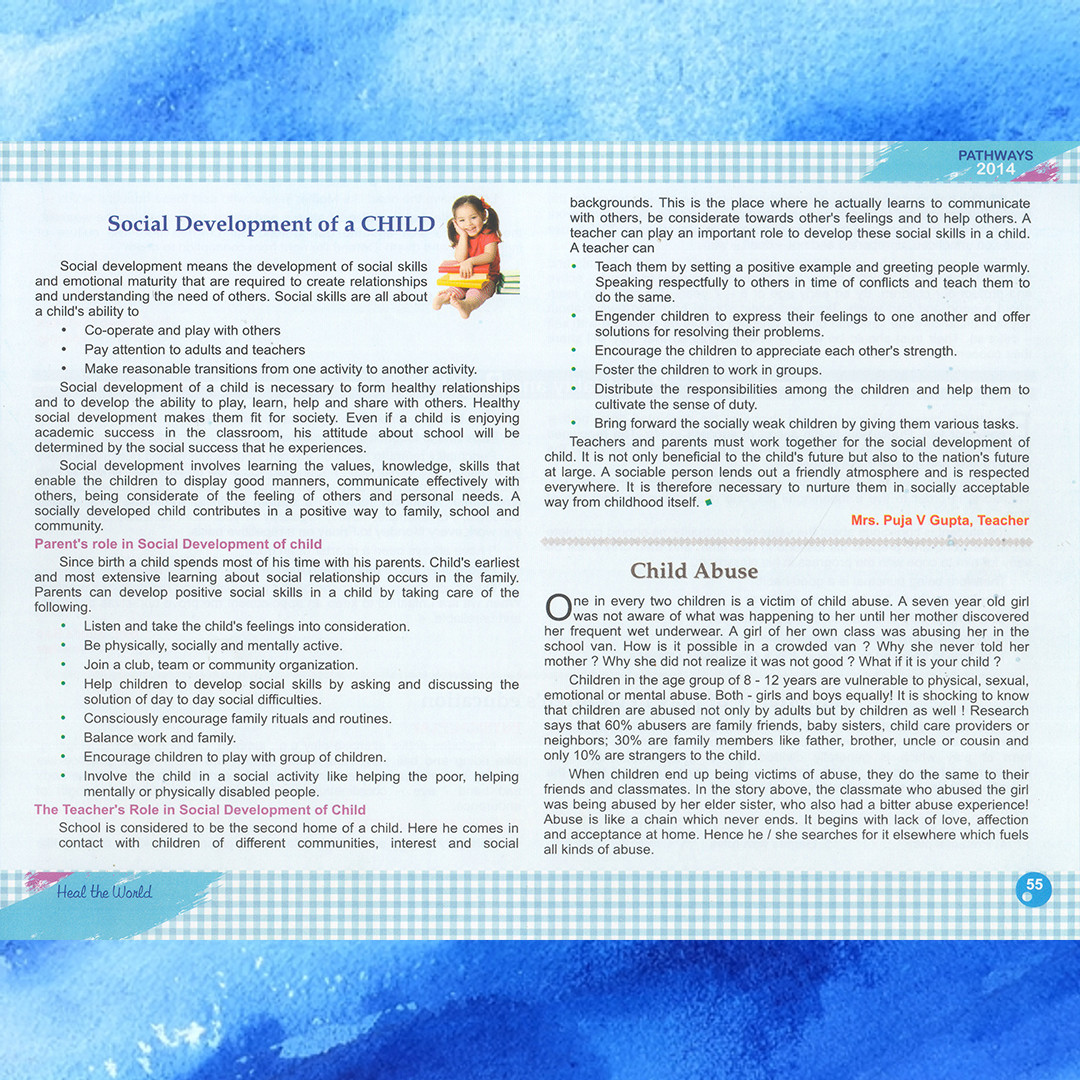 PATHWAYS
2014
Social Development of a CHILD
Social development means the development of social skills
and emotional maturity that are required to create relationships
and understanding the need of others. Social skills are all about
a child's ability to
• Co-operate and play with others
• Pay attention to adults and teachers
• Make reasonable transitions from one activity to another activity.
Social development of a child is necessary to form healthy relationships
and to develop the ability to play, learn, help and share with others. Healthy
social development makes them fit for society. Even if a child is enjoying
academic success in the classroom, his attitude about school will be
determined by the social success that he experiences.
Social development involves learning the values, knowledge, skills that
enable the children to display good manners, communicate effectively with
others, being considerate of the feeling of others and personal needs. A
socially developed child contributes in a positive way to family, school and
community.
Parent's role in Social Development of child
Since birth a child spends most of his time with his parents. Child's earliest
and most extensive learning about social relationship occurs in the family.
Parents can develop positive social skills in a child by taking care of the
following.
• Listen and take the child's feelings into consideration.
• Be physically, socially and mentally active.
• Join a club, team or community organization.
• Help children to develop social skills by asking and discussing the
solution of day to day social difficulties.
• Consciously encourage family rituals and routines.
• Balance work and family.
• Encourage children to play with group of children.
• Involve the child in a social activity like helping the poor, helping
mentally or physically disabled people.
The Teacher's Role in Social Development of Child
School is considered to be the second home of a child. Here he comes in
contact with children of different communities, interest and social
backgrounds. This is the place where he actually learns to communicate
with others, be considerate towards other's feelings and to help others. A
teacher can play an important role to develop these social skills in a child.
A teacher can
• Teach them by setting a positive example and greeting people warmly.
Speaking respectfully to others in time of conflicts and teach them to
do the same.
• Engender children to express their feelings to one another and offer
solutions for resolving their problems.
• Encourage the children to appreciate each other's strength.
• Foster the children to work in groups.
• Distribute the responsibilities among the children and help them to
cultivate the sense of duty.
• Bring forward the socially weak children by giving them various tasks.
Teachers and parents must work together for the social development of
child. It is not only beneficial to the child's future but also to the nation's future
at large. A sociable person lends out a friendly atmosphere and is respected
everywhere. It is therefore necessary to nurture them in socially acceptable
way from childhood itself.
Mrs. Puja V Gupta, Teacher
Child Abuse
One in every two children is a victim of child abuse. A seven year old girl
was not aware of what was happening to her until her mother discovered
her frequent wet underwear. A girl of her own class was abusing her in the
school van. How is it possible in a crowded van ? Why she never told her
mother ? Why she did not realize it was not good ? What if it is your child ?
Children in the age group of 8 - 12 years are vulnerable to physical, sexual,
emotional or mental abuse. Both - girls and boys equally! It is shocking to know
that children are abused not only by adults but by children as well ! Research
says that 60% abusers are family friends, baby sisters, child care providers or
neighbors; 30% are family members like father, brother, uncle or cousin and
only 10% are strangers to the child.
When children end up being victims of abuse, they do the same to their
friends and classmates. In the story above, the classmate who abused the girl
was being abused by her elder sister, who also had a bitter abuse experience!
Abuse is like a chain which never ends. It begins with lack of love, affection
and acceptance at home. Hence he / she searches for it elsewhere which fuels
all kinds of abuse.
Heal the World
55